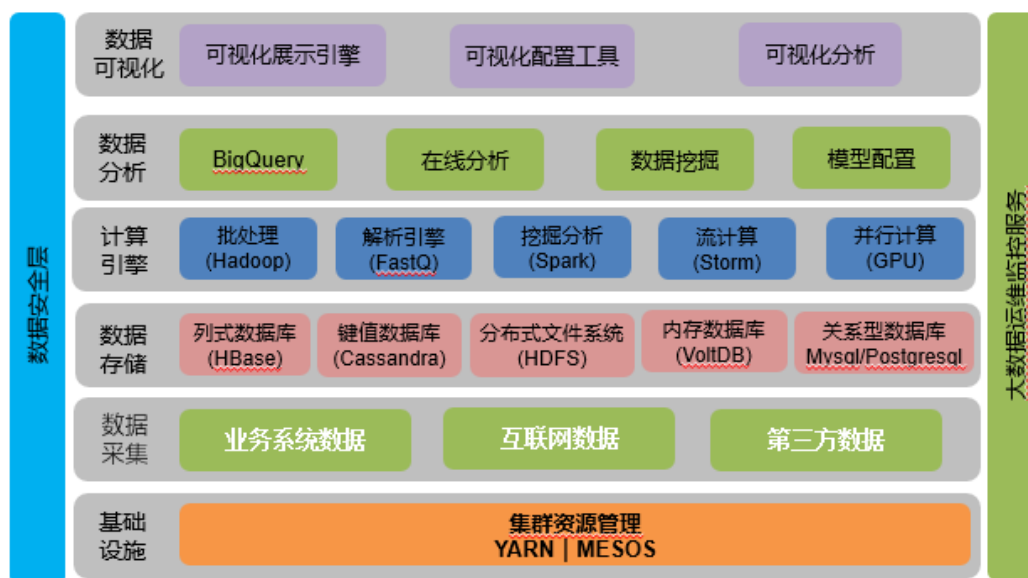 数据安全层
数据
可视化
可视化展示引擎
可视化配置工具
可视化分析
数据
分析
BigQuery
在线分析
数据挖掘
模型配置
计算
引擎
批处理
(Hadoop)
解析引擎
(FastQ)
挖掘分析
(Spark)
流计算
(Storm)
并行计算
(GPU)
数据
存储
列式数据库
(HBase)
键值数据库
(Cassandra)
分布式文件系统
(HDFS)
内存数据库
(VoltDB)
关系型数据库
Mysql/Postgresql
数据
采集
业务系统数据
互联网数据
第三方数据
基础
设施
集群资源管理
YARN | MESOS
大数据运维监控服务